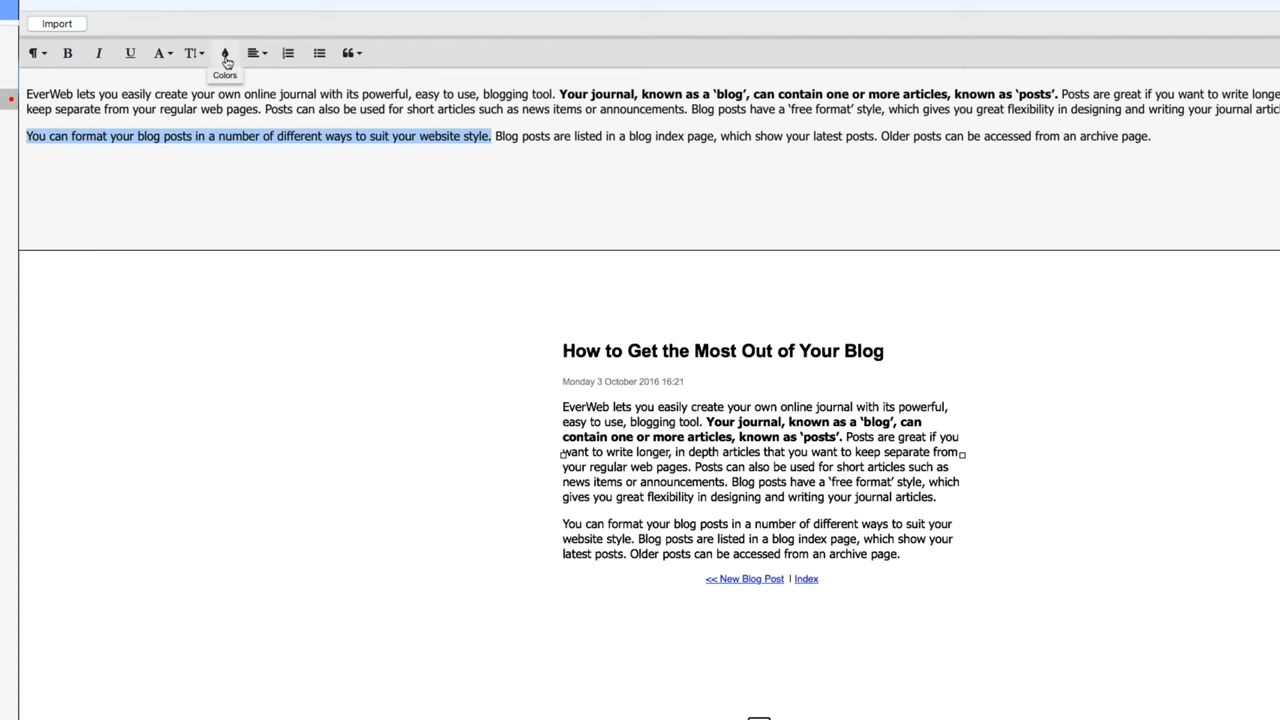 Import
¶ B I U A T
Colors
EverWeb lets you easily create your own online journal with its powerful, easy to use, blogging tool. Your journal, known as a ‘blog’, can contain one or more articles, known as ‘posts’. Posts are great if you want to write longe
keep separate from your regular web pages. Posts can also be used for short articles such as news items or announcements. Blog posts have a ‘free format’ style, which gives you great flexibility in designing and writing your journal artic
You can format your blog posts in a number of different ways to suit your website style. Blog posts are listed in a blog index page, which show your latest posts. Older posts can be accessed from an archive page.
How to Get the Most Out of Your Blog
Monday 3 October 2016 16:21
EverWeb lets you easily create your own online journal with its powerful,
easy to use, blogging tool. Your journal, known as a ‘blog’, can
contain one or more articles, known as ‘posts’. Posts are great if you
want to write longer, in depth articles that you want to keep separate from
your regular web pages. Posts can also be used for short articles such as
news items or announcements. Blog posts have a ‘free format’ style, which
gives you great flexibility in designing and writing your journal articles.
You can format your blog posts in a number of different ways to suit your
website style. Blog posts are listed in a blog index page, which show your
latest posts. Older posts can be accessed from an archive page.
<< New Blog Post | Index